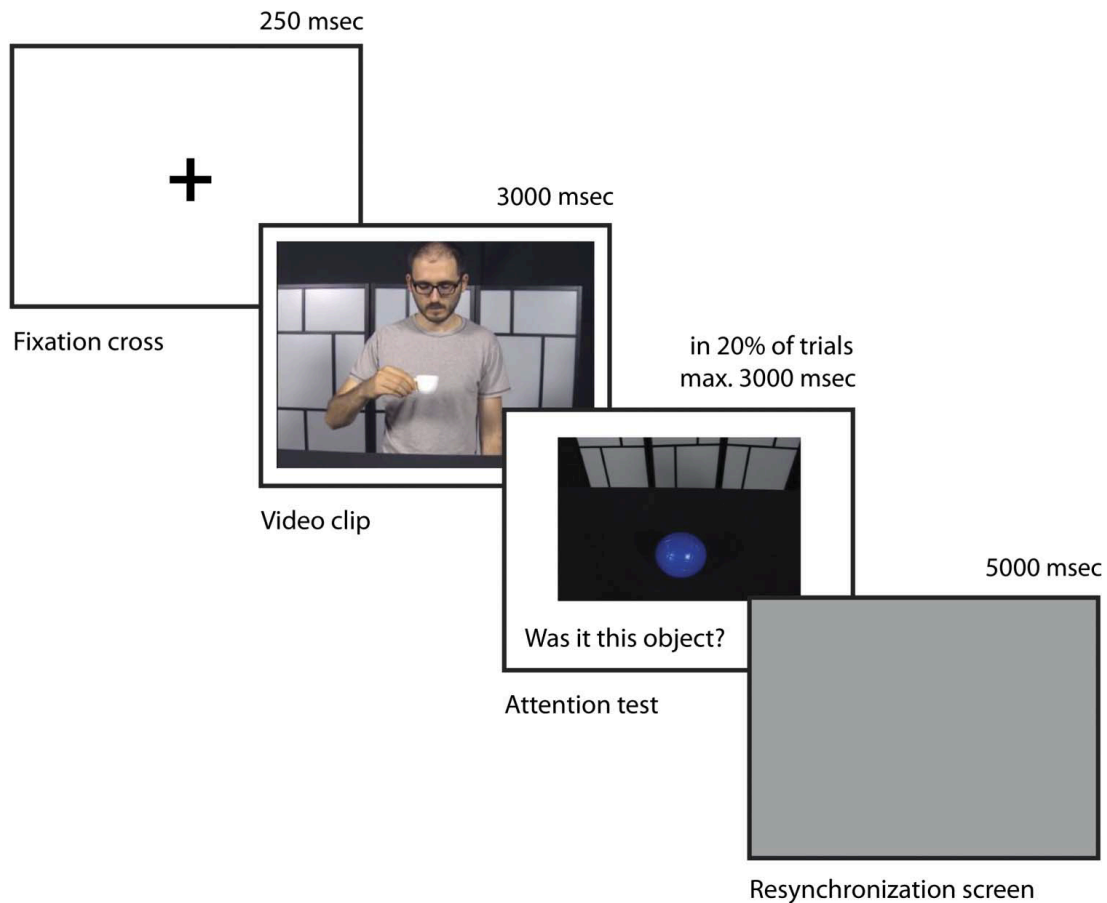 250 msec
Fixation cross
3000 msec
Video clip
in 20% of trials
max. 3000 msec
Was it this object?
Attention test
5000 msec
Resynchronization screen